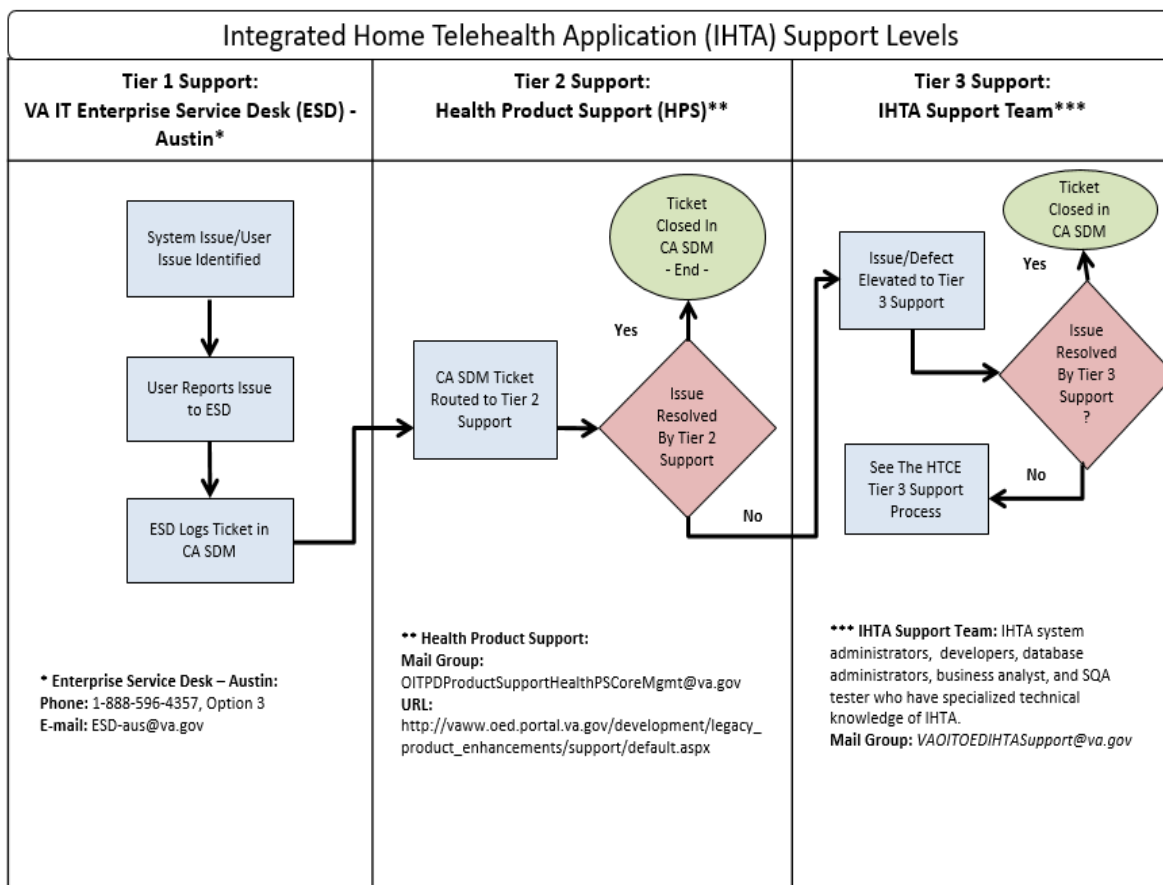 Integrated Home Telehealth Application (IHTA) Support Levels
Tier 1 Support:
VA IT Enterprise Service Desk (ESD) -
Austin*
Tier 2 Support:
Health Product Support (HPS)**
Tier 3 Support:
IHTA Support Team***
System Issue/User
Issue Identified
User Reports Issue
to ESD
ESD Logs Ticket in
CA SDM
* Enterprise Service Desk – Austin:
Phone: 1-888-596-4357, Option 3
E-mail: ESD-aus@va.gov
Ticket
Closed In
CA SDM
- End -
Yes
CA SDM Ticket
Routed to Tier 2
Support
Issue
Resolved
By Tier 2
Support
No
** Health Product Support:
Mail Group:
OITPDProductSupportHealthPSCoreMgmt@va.gov
URL:
http://vaww.oed.portal.va.gov/development/legacy_
product_enhancements/support/default.aspx
Ticket
Closed in
CA SDM
Yes
Issue/Defect
Elevated to Tier
3 Support
Issue
Resolved
By Tier 3
Support
?
No
See The HTCE
Tier 3 Support
Process
*** IHTA Support Team: IHTA system
administrators, developers, database
administrators, business analyst, and SQA
tester who have specialized technical
knowledge of IHTA.
Mail Group: VAOITOEDIHTASupport@va.gov